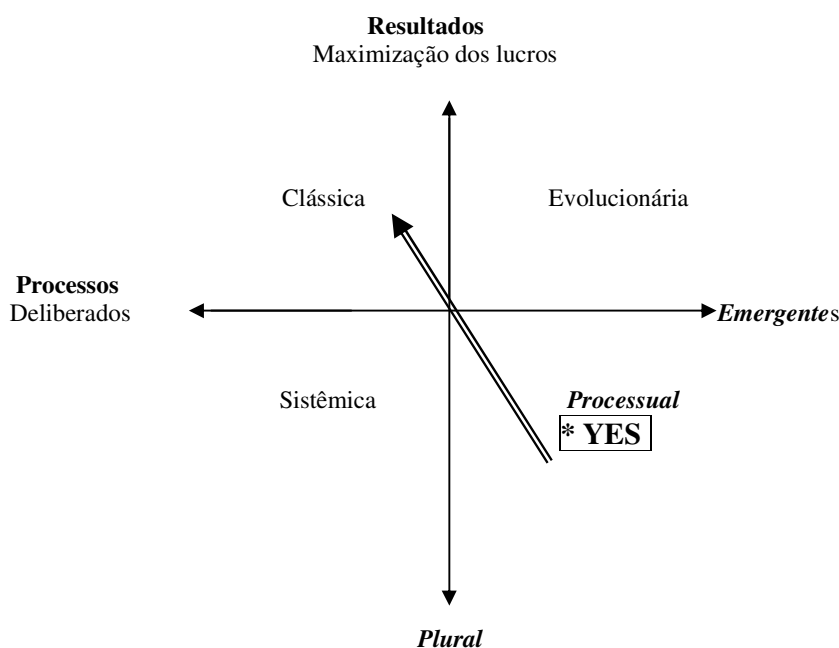 Resultados
Maximização dos lucros
Clássica
Evolucionária
Processos
Deliberados
Emergentes
Sistêmica
Processual
* YES
Plural